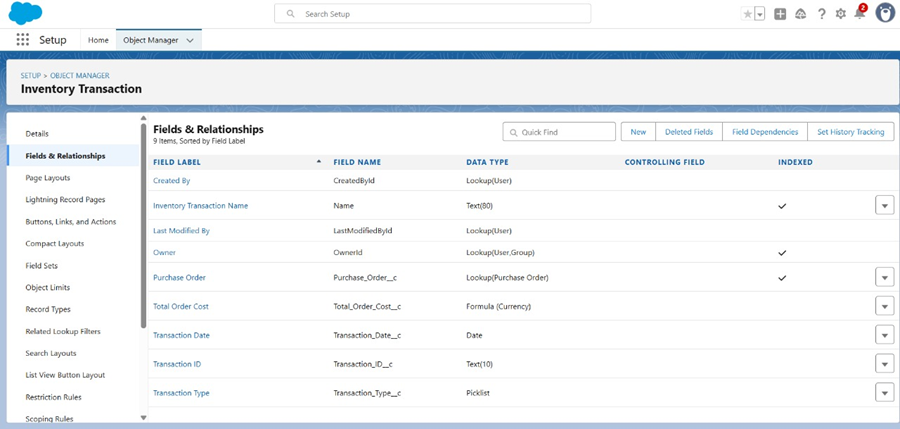 Search Setup
2
Setup
Home
Object Manager
SETUP > OBJECT MANAGER
Inventory Transaction
Details
Fields & Relationships
Page Layouts
Lightning Record Pages
Buttons, Links, and Actions
Compact Layouts
Field Sets
Object Limits
Record Types
Related Lookup Filters
Search Layouts
List View Button Layout
Restriction Rules
Scoping Rules
Fields & Relationships
9 Items, Sorted by Field Label
Quick Find
New
Deleted Fields
Field Dependencies
Set History Tracking
FIELD LABEL FIELD NAME DATA TYPE CONTROLLING FIELD INDEXED
Created By CreatedById Lookup(User)
Inventory Transaction Name Name Text(80)
Last Modified By LastModifiedById Lookup(User)
Owner OwnerId Lookup(User,Group)
Purchase Order Purchase_Order__c Lookup(Purchase Order)
Total Order Cost Total_Order_Cost__c Formula (Currency)
Transaction Date Transaction_Date__c Date
Transaction ID Transaction_ID__c Text(10)
Transaction Type Transaction_Type__c Picklist